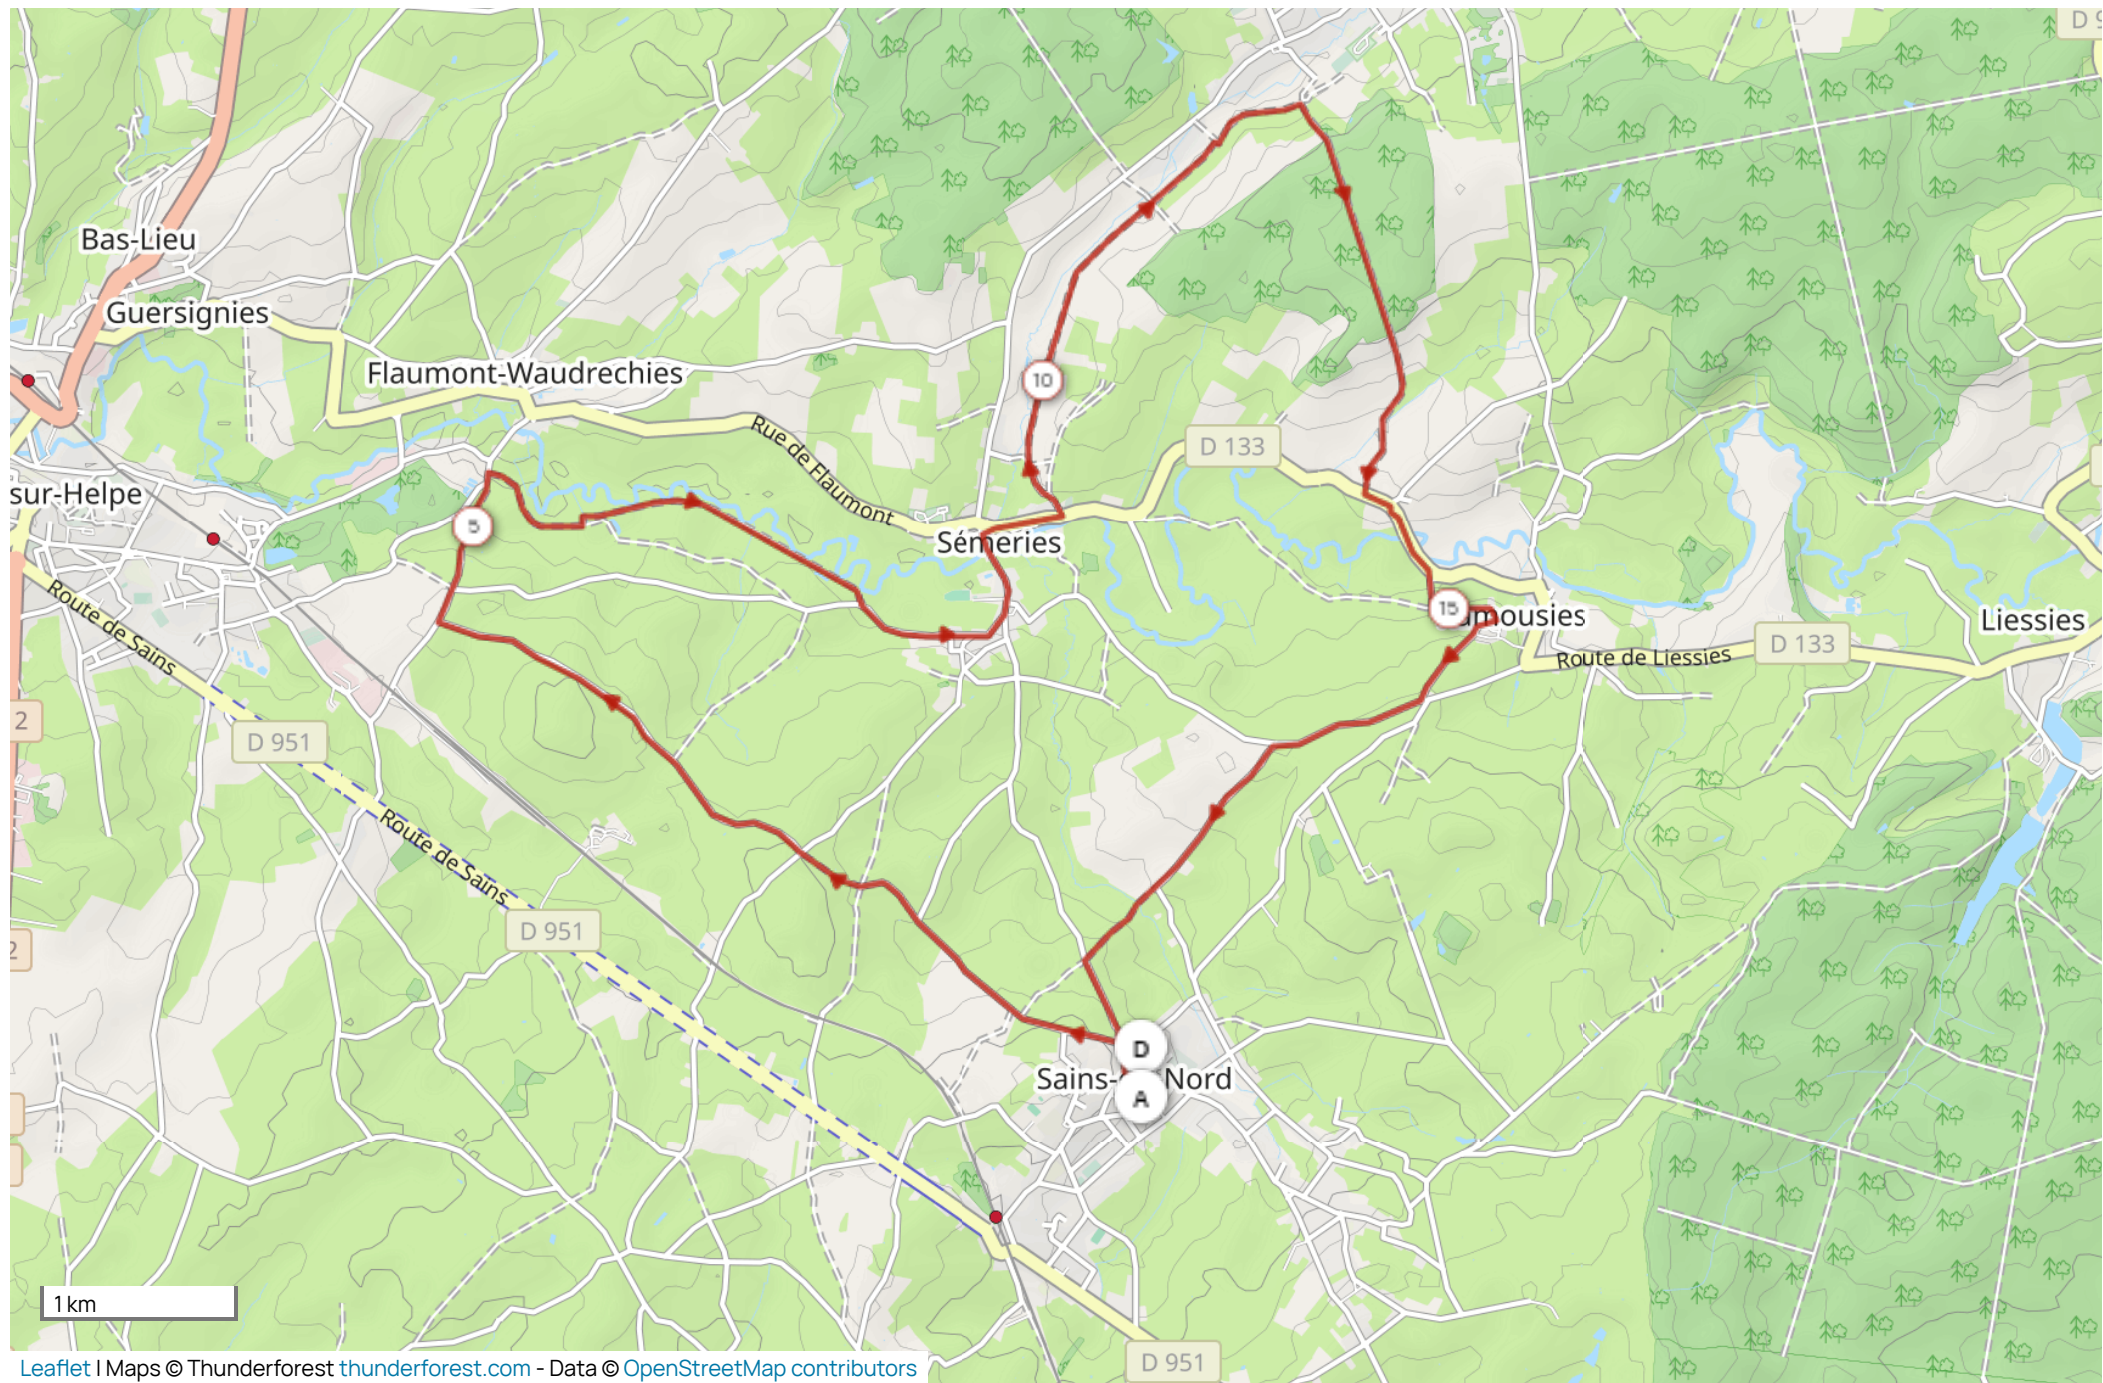 D 9
Bas-Lieu
Guersignies
Flaumont-Waudrechies
10
Rue de Flaumont
D 133
sur-Helpe
5
Sémeries
Route de Sains
15
Liessies
D 133
Route de Liessies
2
D 951
Route de Sains
D 951
2
D
Sains- Nord
A
1 km
D 951
Leaflet | Maps © Thunderforest thunderforest.com - Data © OpenStreetMap contributors